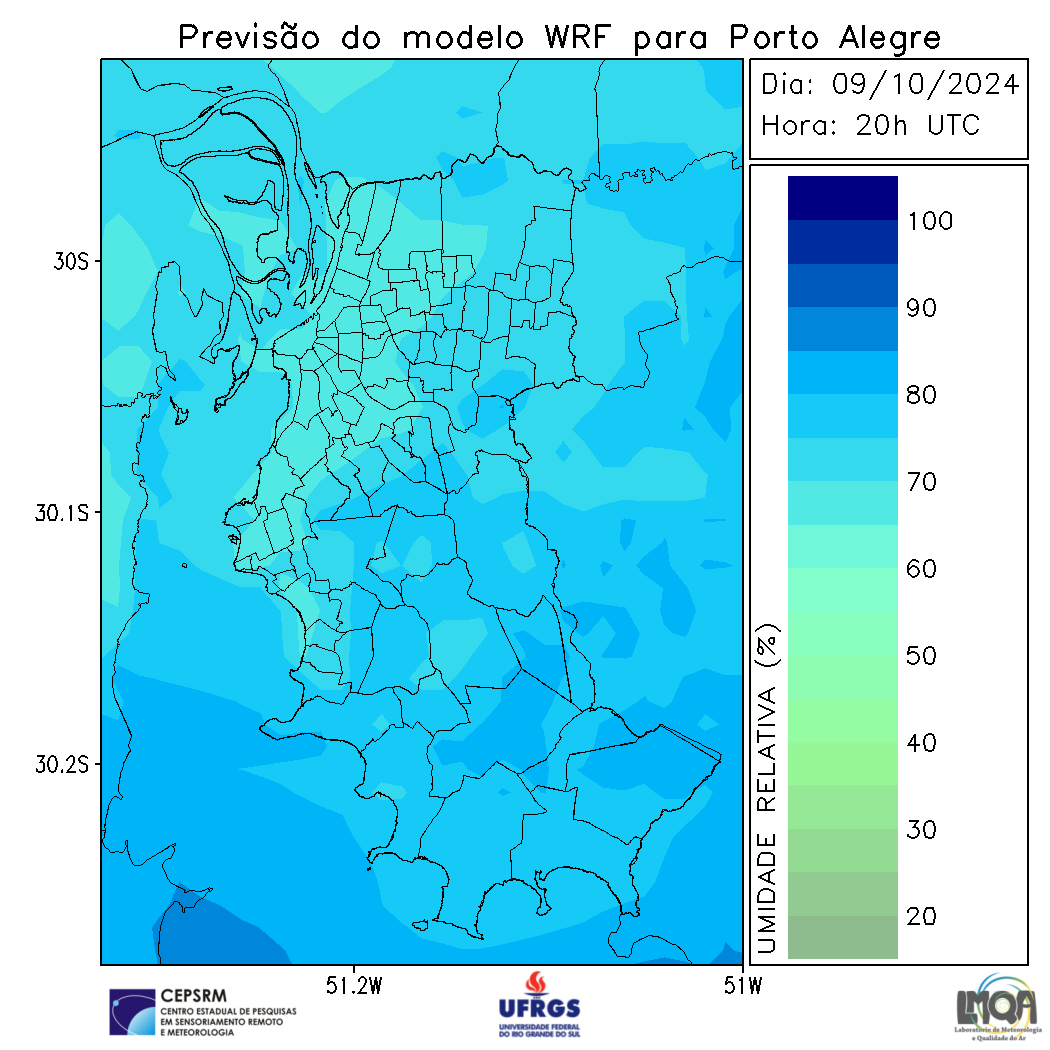 Previsão do modelo WRF para Porto Alegre
Dia: 09/10/2024
Hora: 20h UTC
100
90
80
70
60
50
40
30
20
UMIDADE RELATIVA (%)
30S
30.1S
30.2S
51.2W
51W
CEPSRM
CENTRO ESTADUAL DE PESQUISAS
EM SENSORIAMENTO REMOTO
E METEOROLOGIA
UFRGS
UNIVERSIDADE FEDERAL
DO RIO GRANDE DO SUL
LMQA
Laboratório de Meteorologia
e Qualidade do Ar